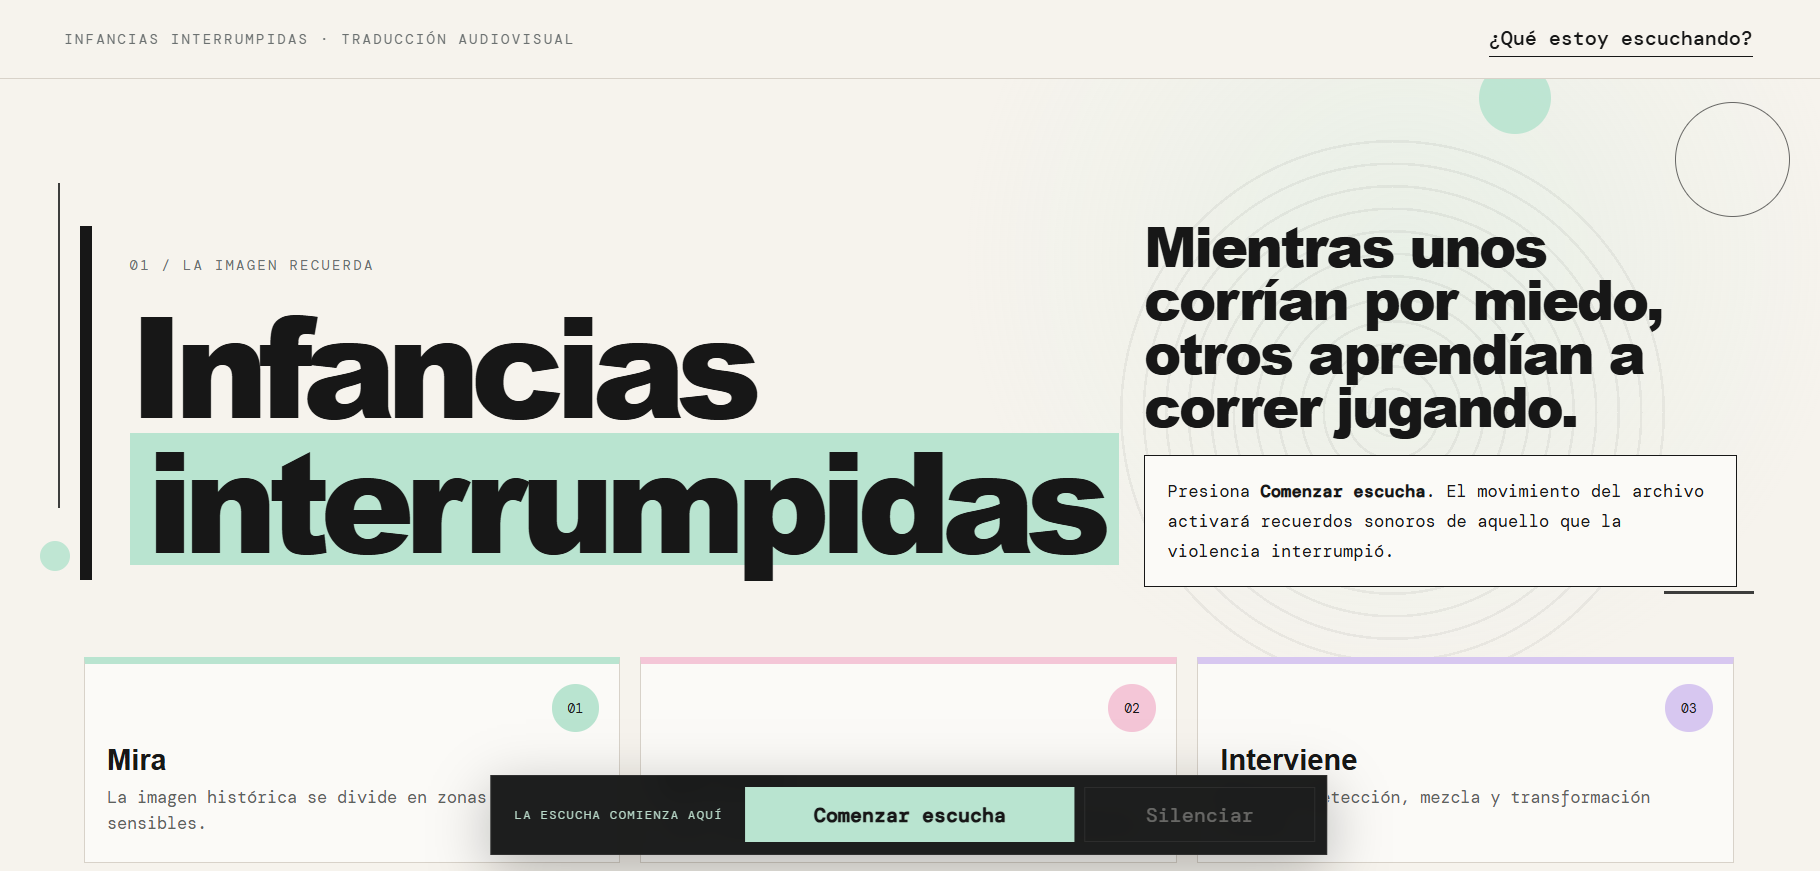 INFANCIAS INTERRUMPIDAS · TRADUCCIÓN AUDIOVISUAL
¿Qué estoy escuchando?
01 / LA IMAGEN RECUERDA
Infancias
interrumpidas
Mientras unos
corrían por miedo,
otros aprendían a
correr jugando.
Presiona Comenzar escucha. El movimiento del archivo
activará recuerdos sonoros de aquello que la
violencia interrumpió.
01
Mira
La imagen histórica se divide en zonas
sensibles.
02
03
Interviene
mezcla y transformación
LA ESCUCHA COMIENZA AQUÍ
Comenzar escucha
Silenciar